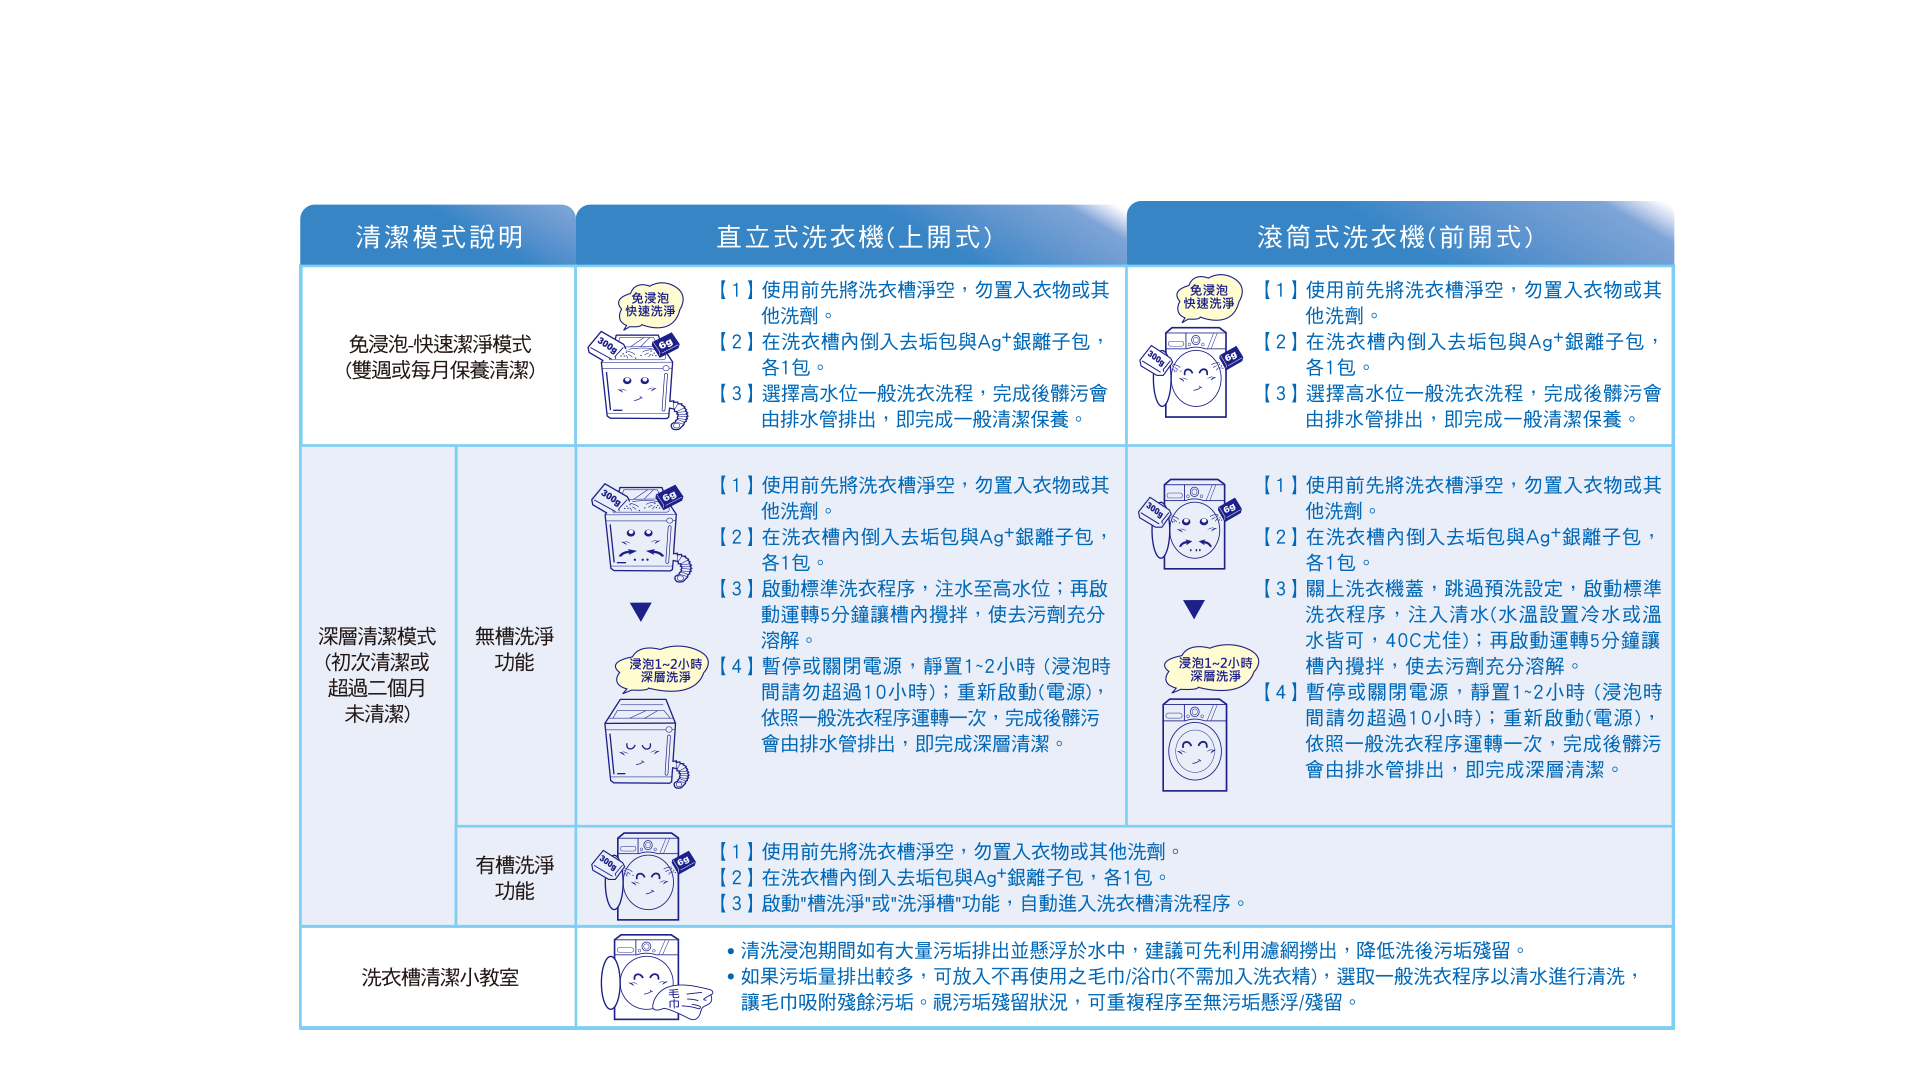 清潔模式說明
直立式洗衣機(上開式)
滾筒式洗衣機(前開式)
免浸泡-快速潔淨模式
(雙週或每月保養清潔)
免浸泡
快速洗淨
300g
6g
【1】使用前先將洗衣槽淨空，勿置入衣物或其
他洗劑。
【2】在洗衣槽內倒入去垢包與Ag⁺銀離子包，
各1包。
【3】選擇高水位一般洗衣洗程，完成後髒污會
由排水管排出，即完成一般清潔保養。
免浸泡
快速洗淨
300g
6g
【1】使用前先將洗衣槽淨空，勿置入衣物或其
他洗劑。
【2】在洗衣槽內倒入去垢包與Ag⁺銀離子包，
各1包。
【3】選擇高水位一般洗衣洗程，完成後髒污會
由排水管排出，即完成一般清潔保養。
深層清潔模式
(初次清潔或
超過二個月
未清潔)
無槽洗淨
功能
300g
6g
浸泡1~2小時
深層洗淨
【1】使用前先將洗衣槽淨空，勿置入衣物或其
他洗劑。
【2】在洗衣槽內倒入去垢包與Ag⁺銀離子包，
各1包。
【3】啟動標準洗衣程序，注水至高水位；再啟
動運轉5分鐘讓槽內攪拌，使去污劑充分
溶解。
【4】暫停或關閉電源，靜置1~2小時 (浸泡時
間請勿超過10小時)；重新啟動(電源)，
依照一般洗衣程序運轉一次，完成後髒污
會由排水管排出，即完成深層清潔。
300g
6g
浸泡1~2小時
深層洗淨
【1】使用前先將洗衣槽淨空，勿置入衣物或其
他洗劑。
【2】在洗衣槽內倒入去垢包與Ag⁺銀離子包，
各1包。
【3】關上洗衣機蓋，跳過預洗設定，啟動標準
洗衣程序，注入清水(水溫設置冷水或溫
水皆可，40C尤佳)；再啟動運轉5分鐘讓
槽內攪拌，使去污劑充分溶解。
【4】暫停或關閉電源，靜置1~2小時 (浸泡時
間請勿超過10小時)；重新啟動(電源)，
依照一般洗衣程序運轉一次，完成後髒污
會由排水管排出，即完成深層清潔。
有槽洗淨
功能
300g
6g
【1】使用前先將洗衣槽淨空，勿置入衣物或其他洗劑。
【2】在洗衣槽內倒入去垢包與Ag⁺銀離子包，各1包。
【3】啟動"槽洗淨"或"洗淨槽"功能，自動進入洗衣槽清洗程序。
洗衣槽清潔小教室
毛
巾
• 清洗浸泡期間如有大量污垢排出並懸浮於水中，建議可先利用濾網撈出，降低洗後污垢殘留。
• 如果污垢量排出較多，可放入不再使用之毛巾/浴巾(不需加入洗衣精)，選取一般洗衣程序以清水進行清洗，
讓毛巾吸附殘餘污垢。視污垢殘留狀況，可重複程序至無污垢懸浮/殘留。